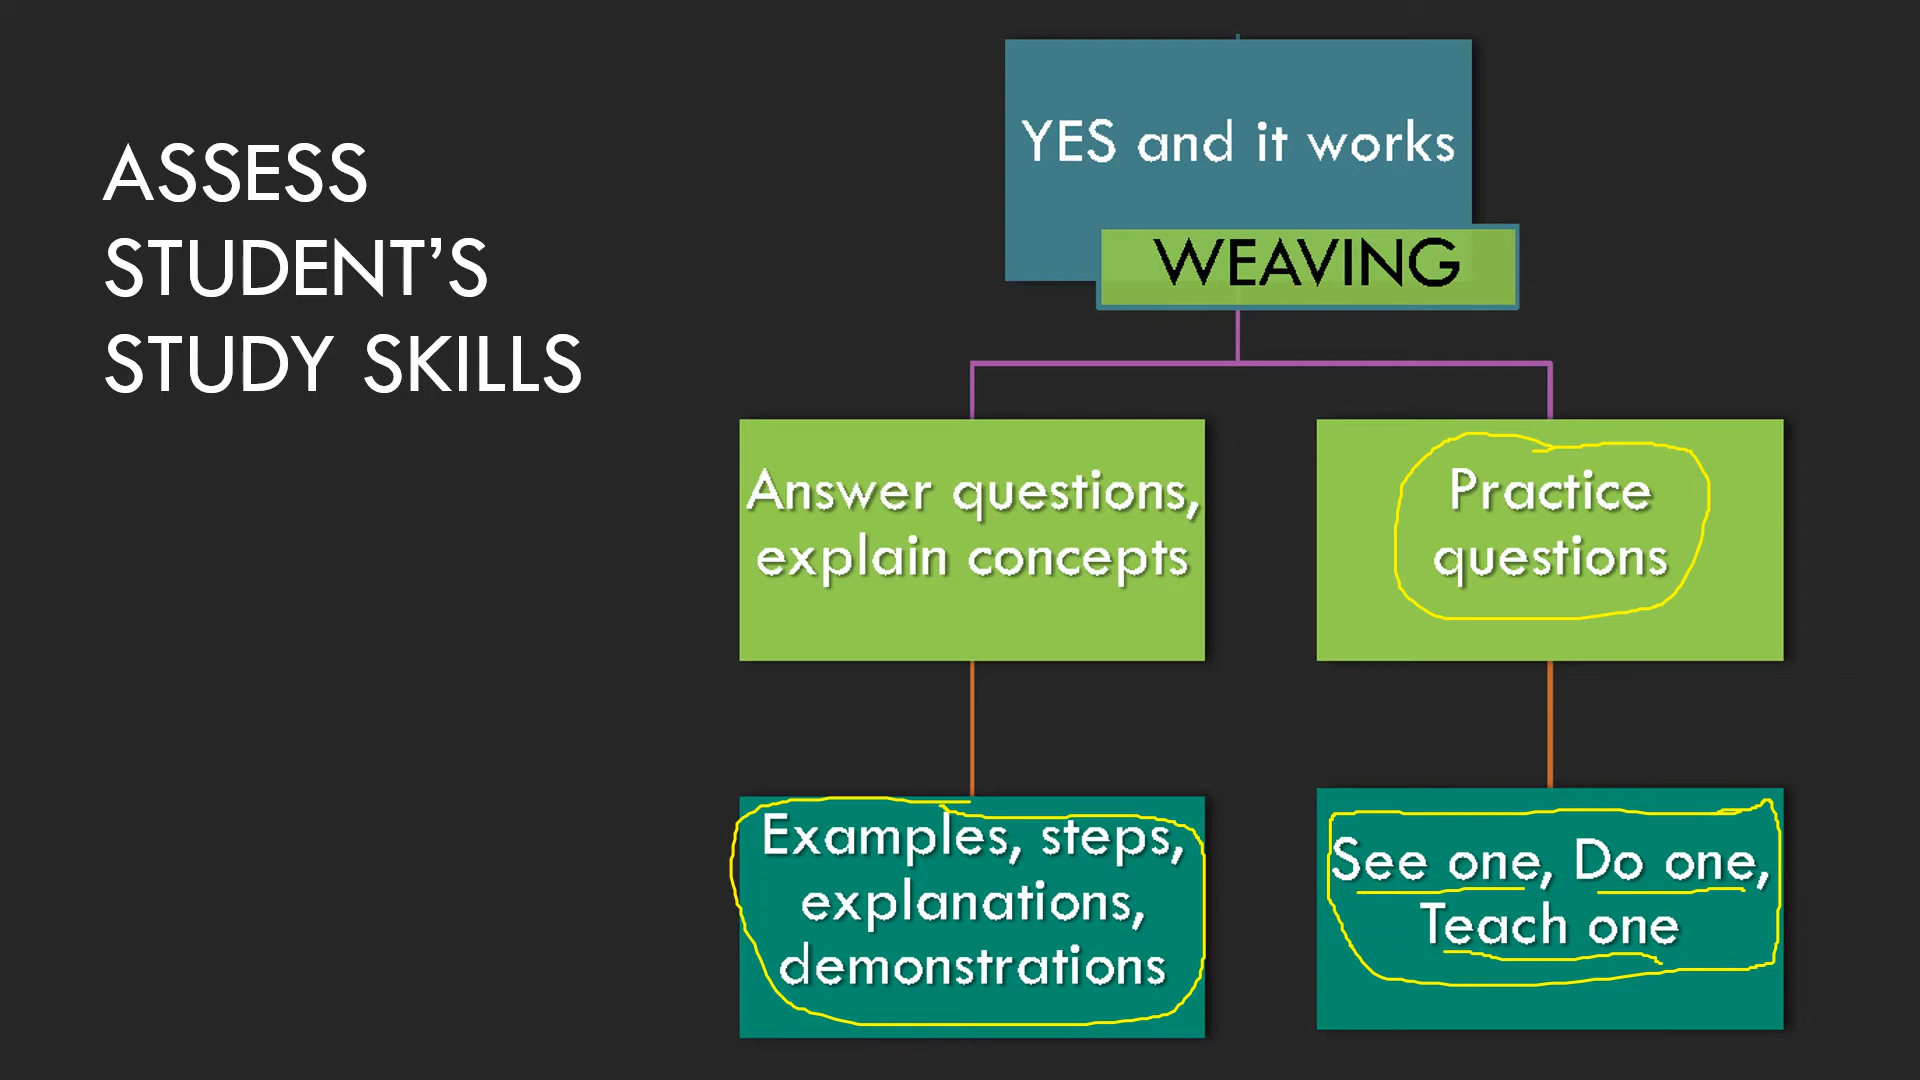 ASSESS
STUDENT’S
STUDY SKILLS
YES and it works
WEAVING
Answer questions,
explain concepts
Practice
questions
Examples, steps,
explanations,
demonstrations
See one, Do one,
Teach one